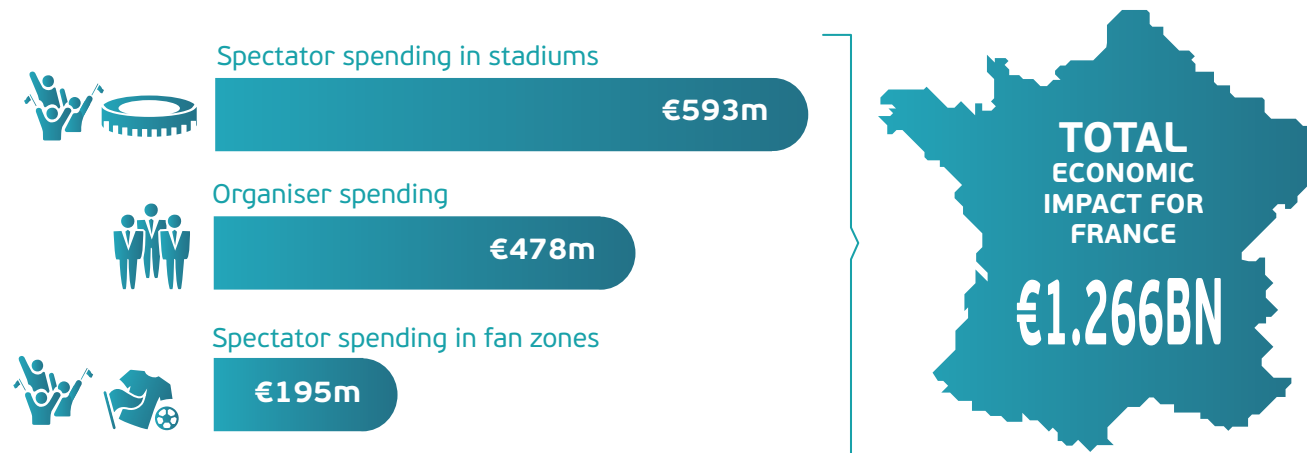 Spectator spending in stadiums
€593m
Organiser spending
€478m
Spectator spending in fan zones
€195m
TOTAL
ECONOMIC
IMPACT FOR
FRANCE
€1.266BN